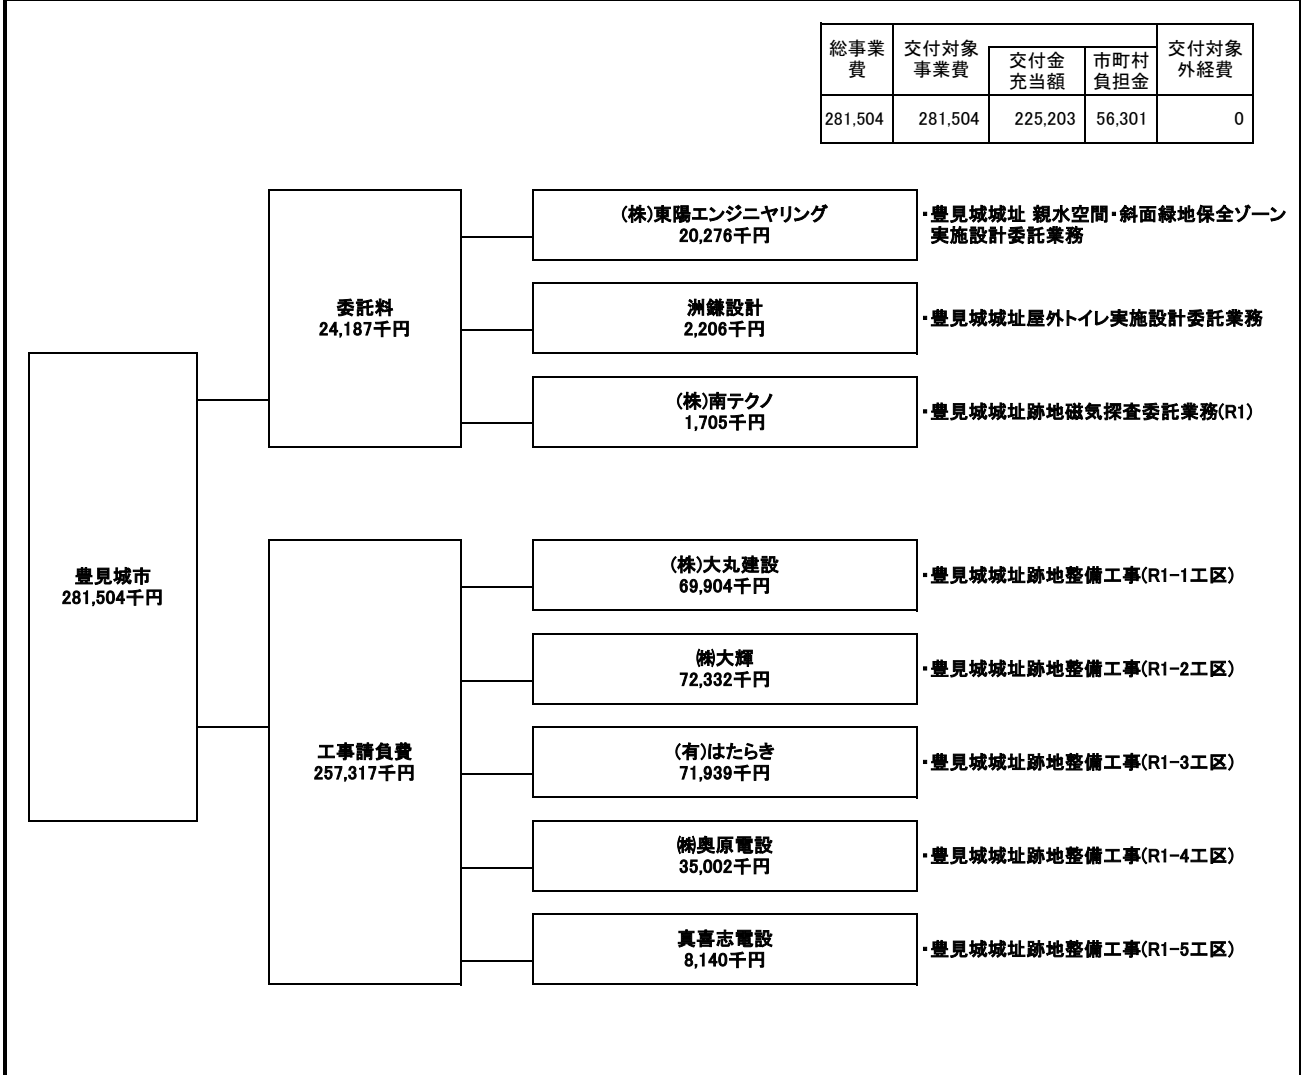 総事業
費
交付対象
事業費
交付金
充当額
市町村
負担金
交付対象
外経費
281,504
281,504
225,203
56,301
0
(株)東陽エンジニヤリング
20,276千円
・豊見城城址 親水空間・斜面緑地保全ゾーン
実施設計委託業務
委託料
24,187千円
洲鎌設計
2,206千円
・豊見城城址屋外トイレ実施設計委託業務
(株)南テクノ
1,705千円
・豊見城城址跡地磁気探査委託業務(R1)
豊見城市
281,504千円
(株)大丸建設
69,904千円
・豊見城城址跡地整備工事(R1-1工区)
㈱大輝
72,332千円
・豊見城城址跡地整備工事(R1-2工区)
工事請負費
257,317千円
(有)はたらき
71,939千円
・豊見城城址跡地整備工事(R1-3工区)
㈱奥原電設
35,002千円
・豊見城城址跡地整備工事(R1-4工区)
真喜志電設
8,140千円
・豊見城城址跡地整備工事(R1-5工区)